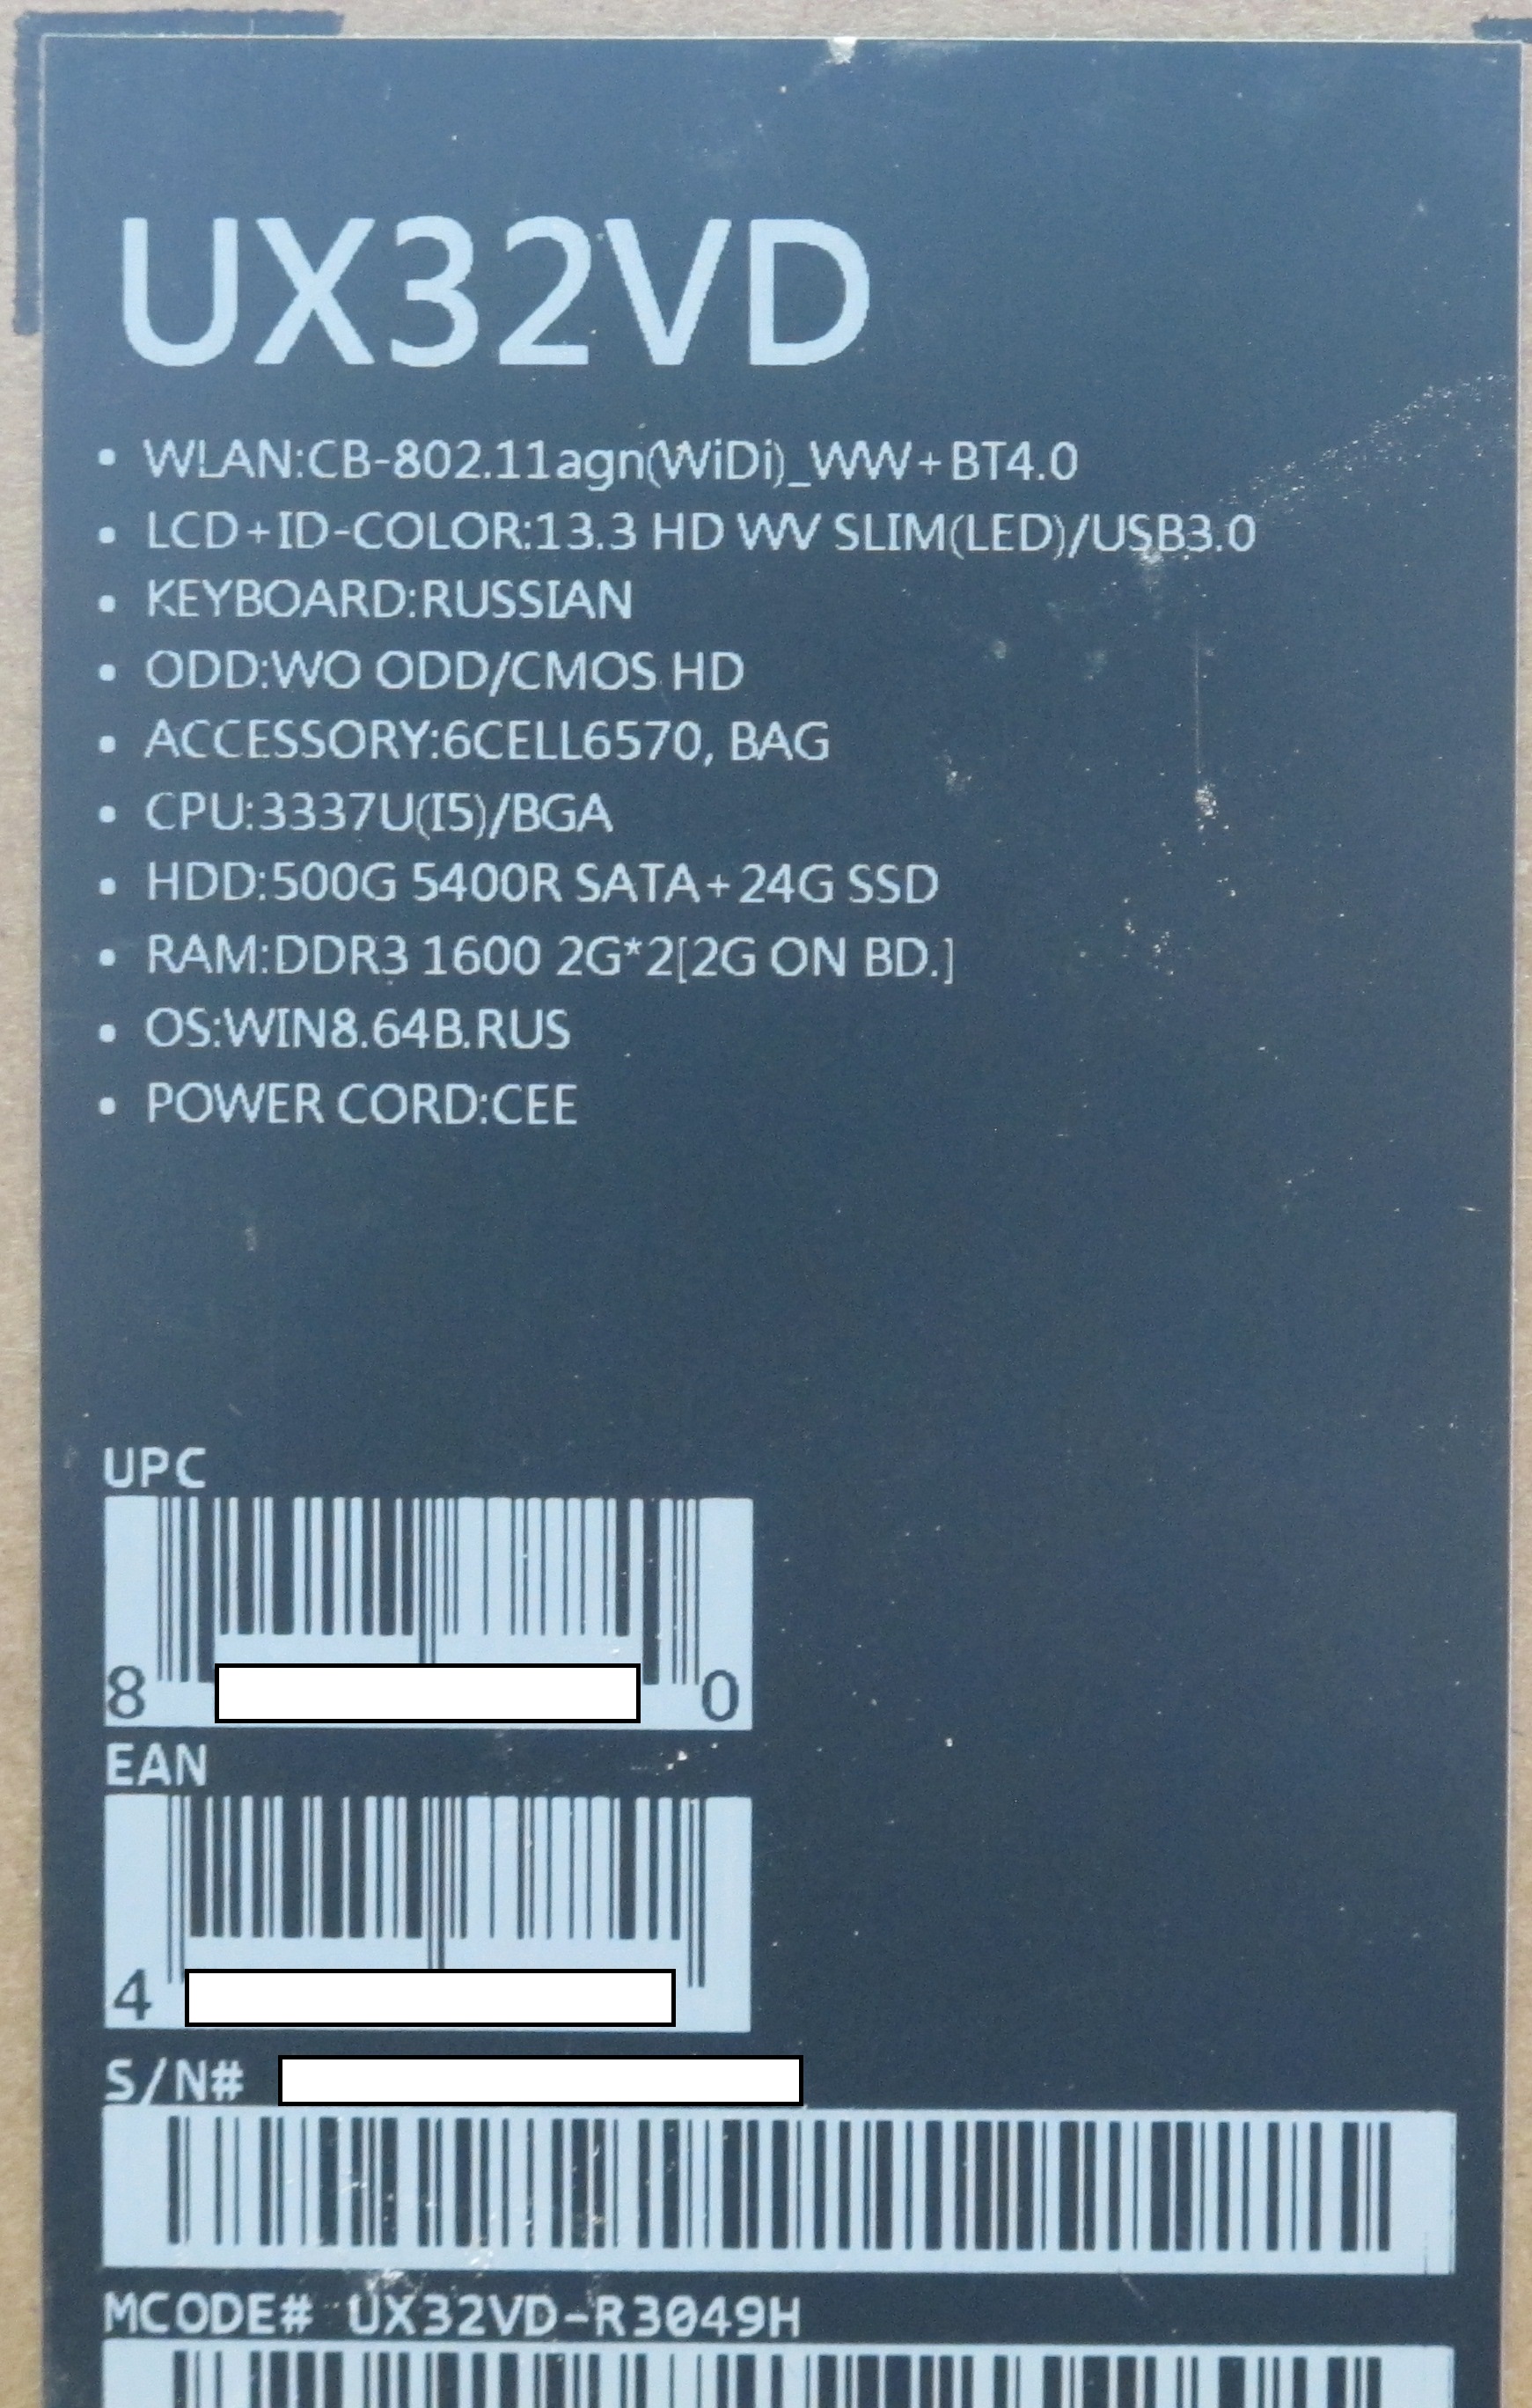 UX32VD
• WLAN:CB-802.11agn(WiDi)_WW+BT4.0
• LCD+ID-COLOR:13.3 HD WV SLIM(LED)/USB3.0
• KEYBOARD:RUSSIAN
• ODD:WO ODD/CMOS HD
• ACCESSORY:6CELL6570, BAG
• CPU:3337U(I5)/BGA
• HDD:500G 5400R SATA+24G SSD
• RAM:DDR3 1600 2G*2[2G ON BD.]
• OS:WIN8.64B.RUS
• POWER CORD:CEE
UPC
8 0
EAN
4
S/N#
MCODE# UX32VD-R3049H